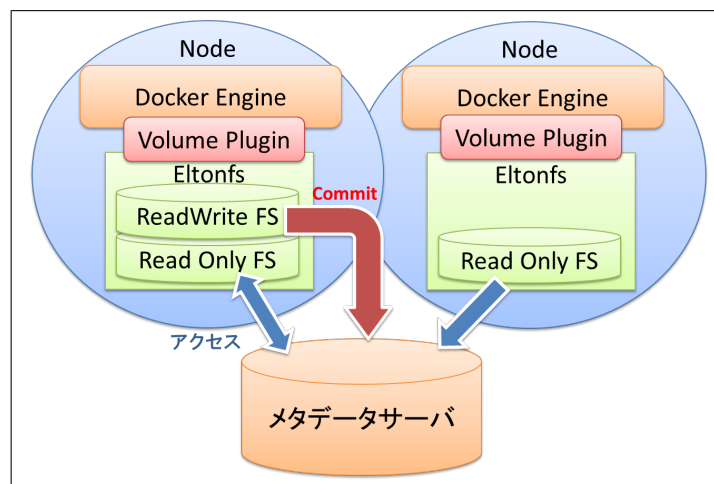 Node
Docker Engine
Volume Plugin
Eltonfs
ReadWrite FS
Read Only FS
Commit
Node
Docker Engine
Volume Plugin
Eltonfs
Read Only FS
アクセス
メタデータサーバ